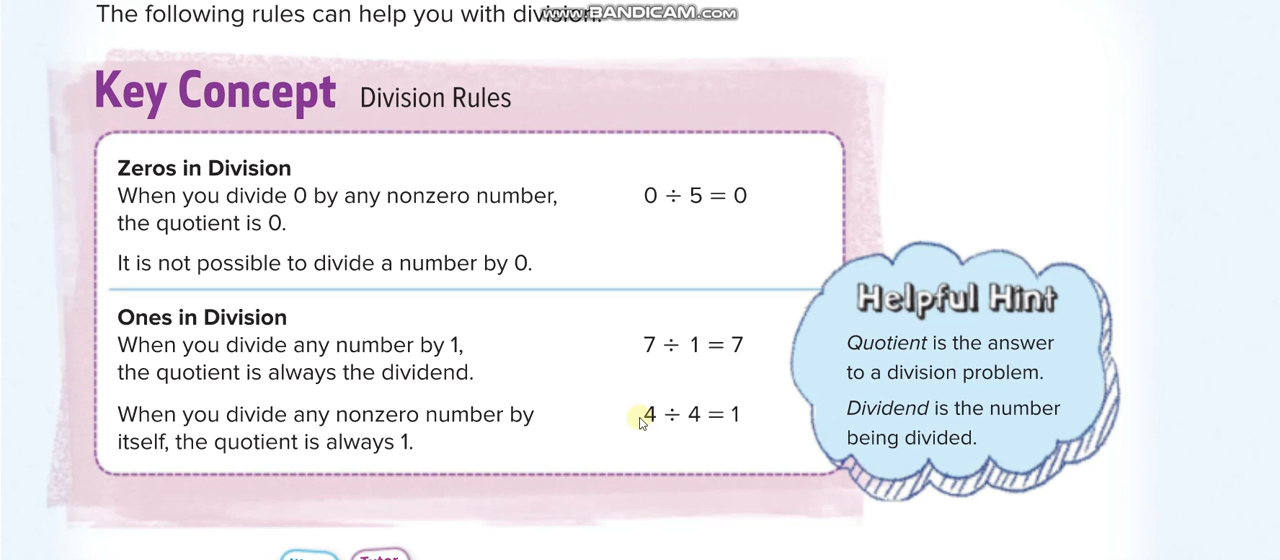 The following rules can help you with division.
www.BANDICAM.com
Key Concept Division Rules
Zeros in Division
When you divide 0 by any nonzero number,
the quotient is 0.
0 ÷ 5 = 0
It is not possible to divide a number by 0.
Ones in Division
When you divide any number by 1,
the quotient is always the dividend.
7 ÷ 1 = 7
When you divide any nonzero number by
itself, the quotient is always 1.
4 ÷ 4 = 1
Helpful Hint
Quotient is the answer
to a division problem.
Dividend is the number
being divided.
Tutor